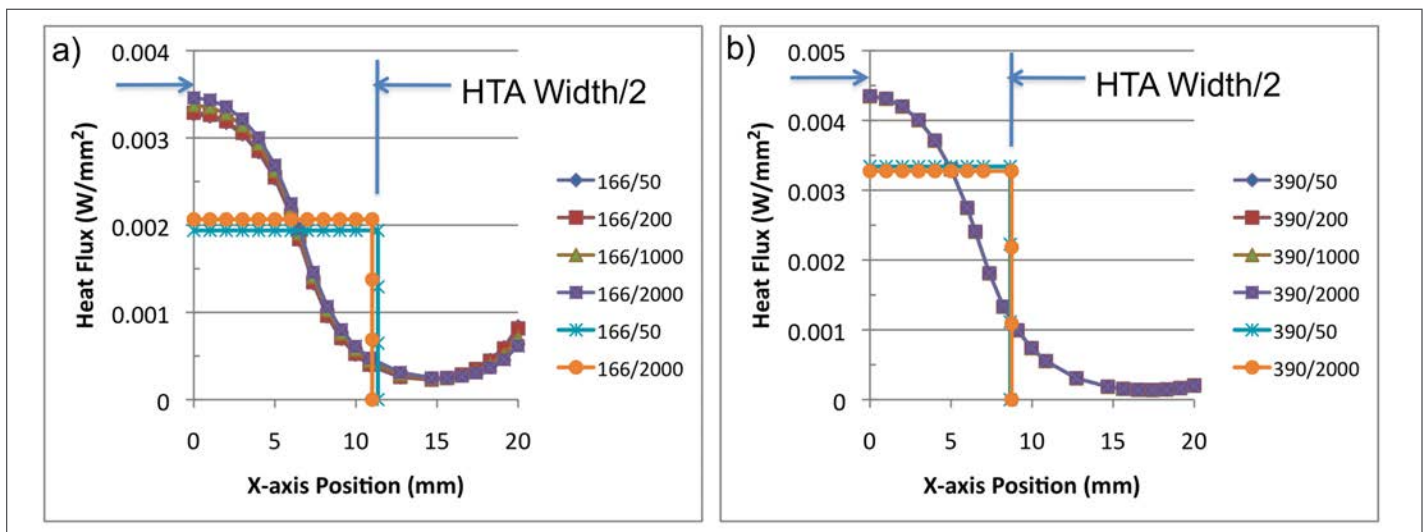 a)
0.004
0.003
0.002
0.001
0
Heat Flux (W/mm²)
0 5 10 15 20
X-axis Position (mm)
HTA Width/2
166/50
166/200
166/1000
166/2000
166/50
166/2000
b)
0.005
0.004
0.003
0.002
0.001
0
Heat Flux (W/mm²)
0 5 10 15 20
X-axis Position (mm)
HTA Width/2
390/50
390/200
390/1000
390/2000
390/50
390/2000